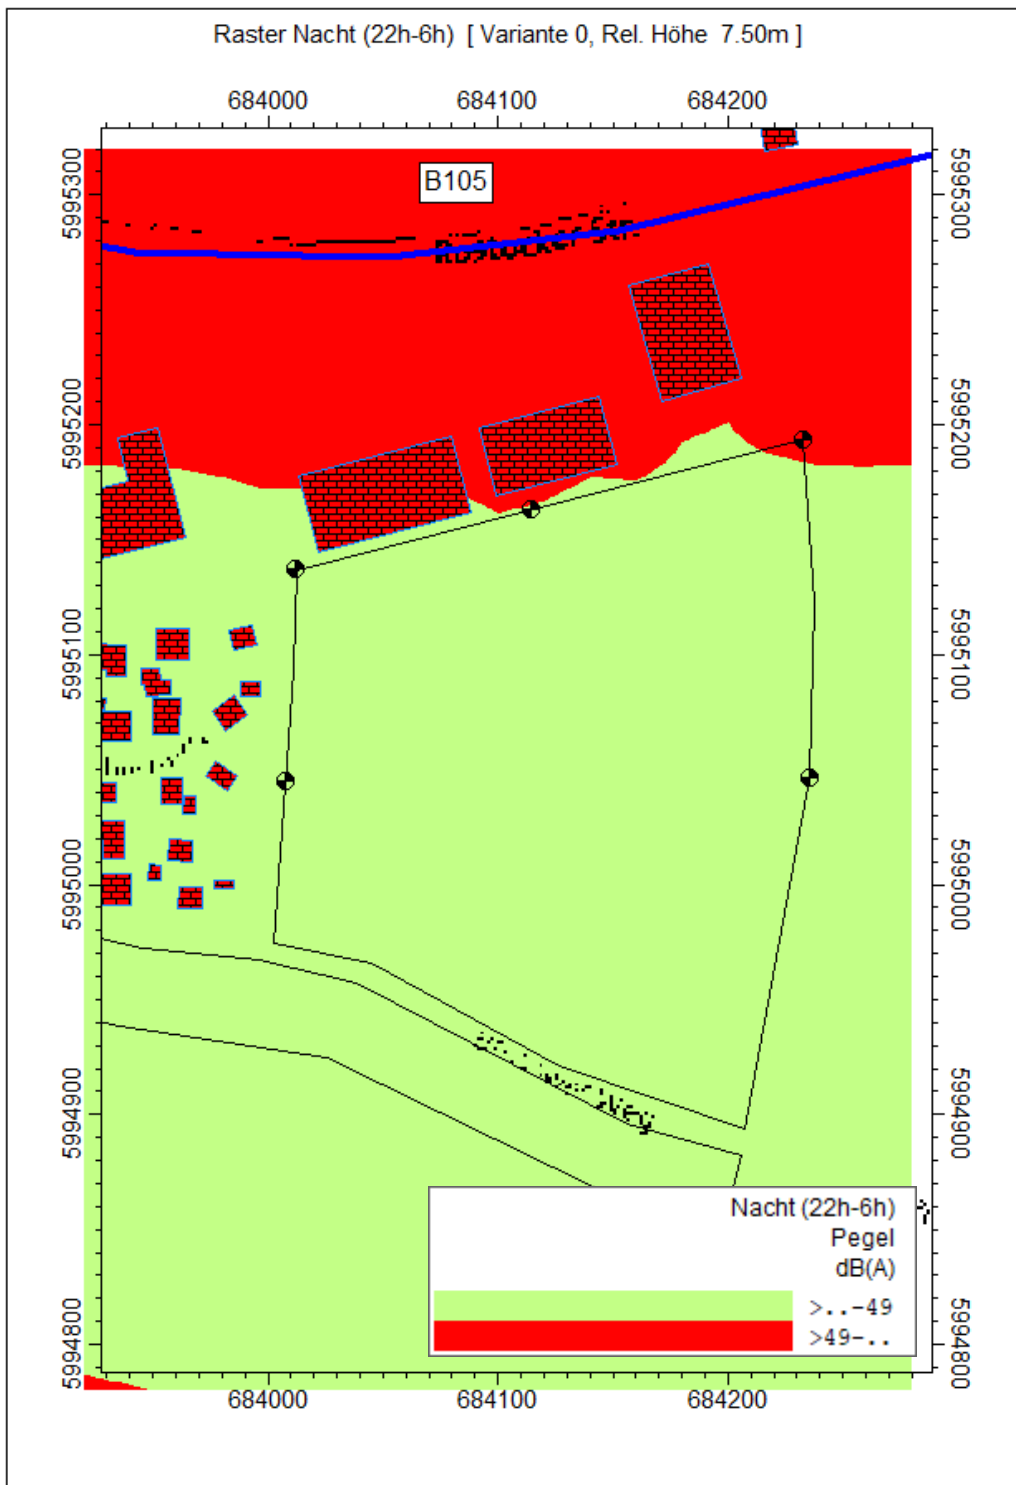 Raster Nacht (22h-6h) [ Variante 0, Rel. Höhe 7.50m ]
684000 684100 684200
5995300 5995300
B105
5995200 5995200
5995100 5995100
5995000 5995000
5994900 5994900
5994800 5994800
Nacht (22h-6h)
Pegel
dB(A)
>..-49
>49-..
684000 684100 684200